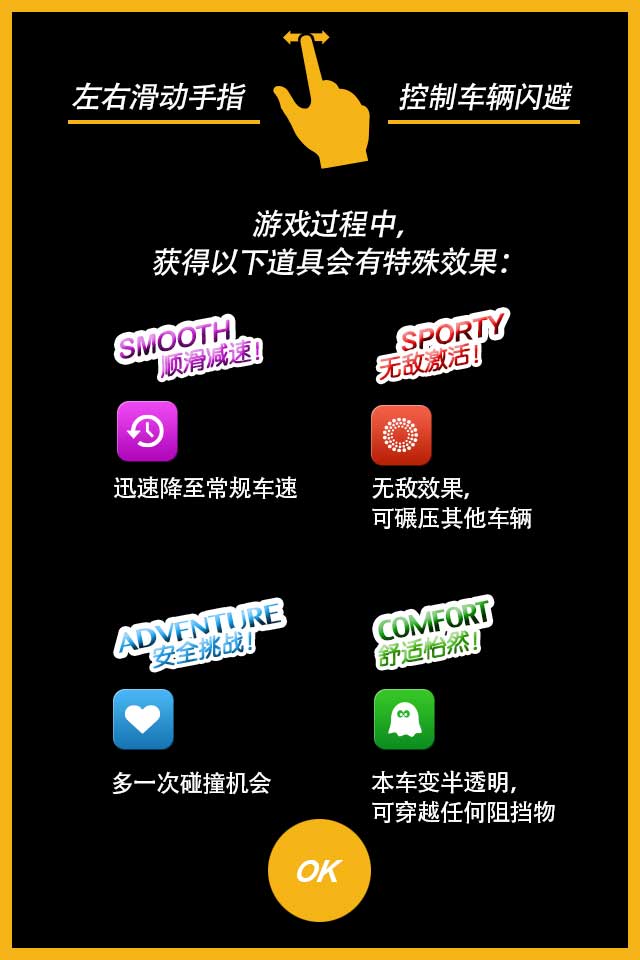 左右滑动手指
控制车辆闪避
游戏过程中,
获得以下道具会有特殊效果：
SMOOTH
顺滑减速！
SPORTY
无敌激活！
迅速降至常规车速
无敌效果,
可碾压其他车辆
ADVENTURE
安全挑战！
COMFORT
舒适怡然！
多一次碰撞机会
本车变半透明,
可穿越任何阻挡物
OK